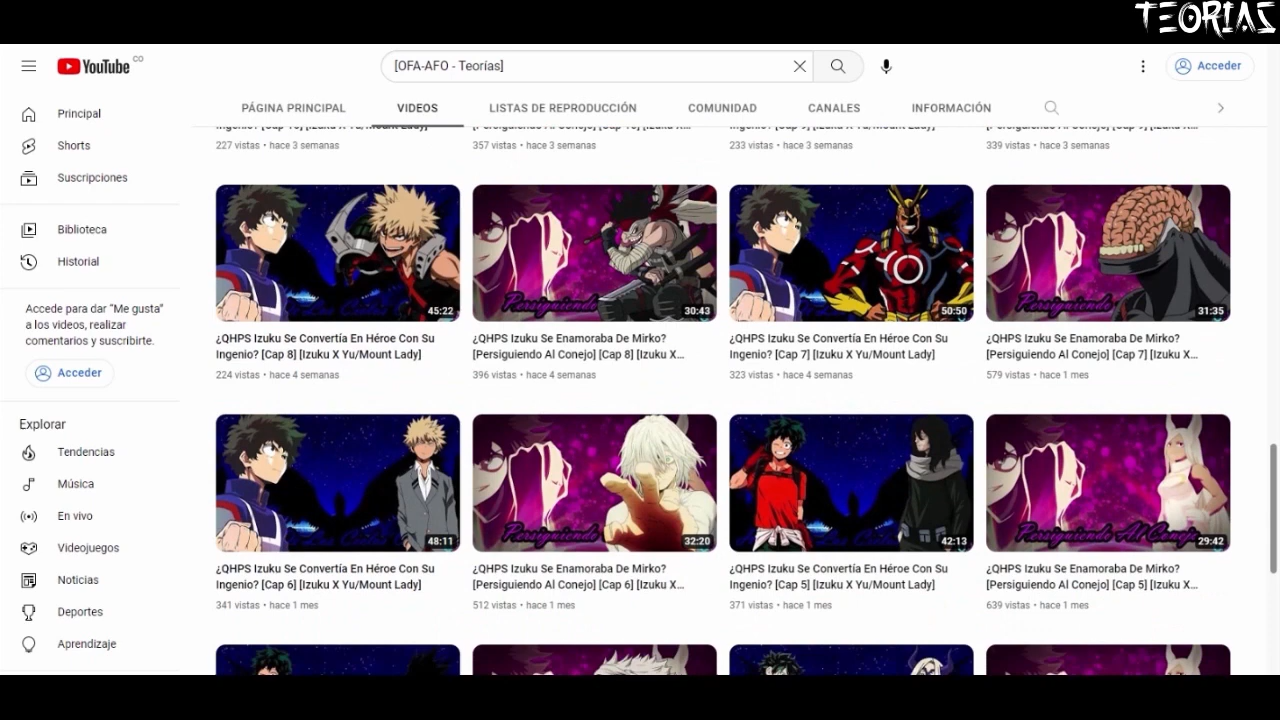 TEORIAS
YouTube CO
[OFA-AFO - Teorías]
Acceder
PÁGINA PRINCIPAL
VIDEOS
LISTAS DE REPRODUCCIÓN
COMUNIDAD
CANALES
INFORMACIÓN
Principal
Shorts
Suscripciones
Biblioteca
Historial
Accede para dar "Me gusta"
a los videos, realizar
comentarios y suscribirte.
Acceder
Explorar
Tendencias
Música
En vivo
Videojuegos
Noticias
Deportes
Aprendizaje
227 vistas • hace 3 semanas
357 vistas • hace 3 semanas
233 vistas • hace 3 semanas
339 vistas • hace 3 semanas
45:22
¿QHPS Izuku Se Convertía En Héroe Con Su
Ingenio? [Cap 8] [Izuku X Yu/Mount Lady]
224 vistas • hace 4 semanas
Persiguiendo
30:43
¿QHPS Izuku Se Enamoraba De Mirko?
[Persiguiendo Al Conejo] [Cap 8] [Izuku X...
396 vistas • hace 4 semanas
50:50
¿QHPS Izuku Se Convertía En Héroe Con Su
Ingenio? [Cap 7] [Izuku X Yu/Mount Lady]
323 vistas • hace 4 semanas
Persiguiendo
31:35
¿QHPS Izuku Se Enamoraba De Mirko?
[Persiguiendo Al Conejo] [Cap 7] [Izuku X...
579 vistas • hace 1 mes
48:11
¿QHPS Izuku Se Convertía En Héroe Con Su
Ingenio? [Cap 6] [Izuku X Yu/Mount Lady]
341 vistas • hace 1 mes
Persiguiendo
32:20
¿QHPS Izuku Se Enamoraba De Mirko?
[Persiguiendo Al Conejo] [Cap 6] [Izuku X...
512 vistas • hace 1 mes
42:13
¿QHPS Izuku Se Convertía En Héroe Con Su
Ingenio? [Cap 5] [Izuku X Yu/Mount Lady]
371 vistas • hace 1 mes
Persiguiendo Al Conejo
29:42
¿QHPS Izuku Se Enamoraba De Mirko?
[Persiguiendo Al Conejo] [Cap 5] [Izuku X...
639 vistas • hace 1 mes